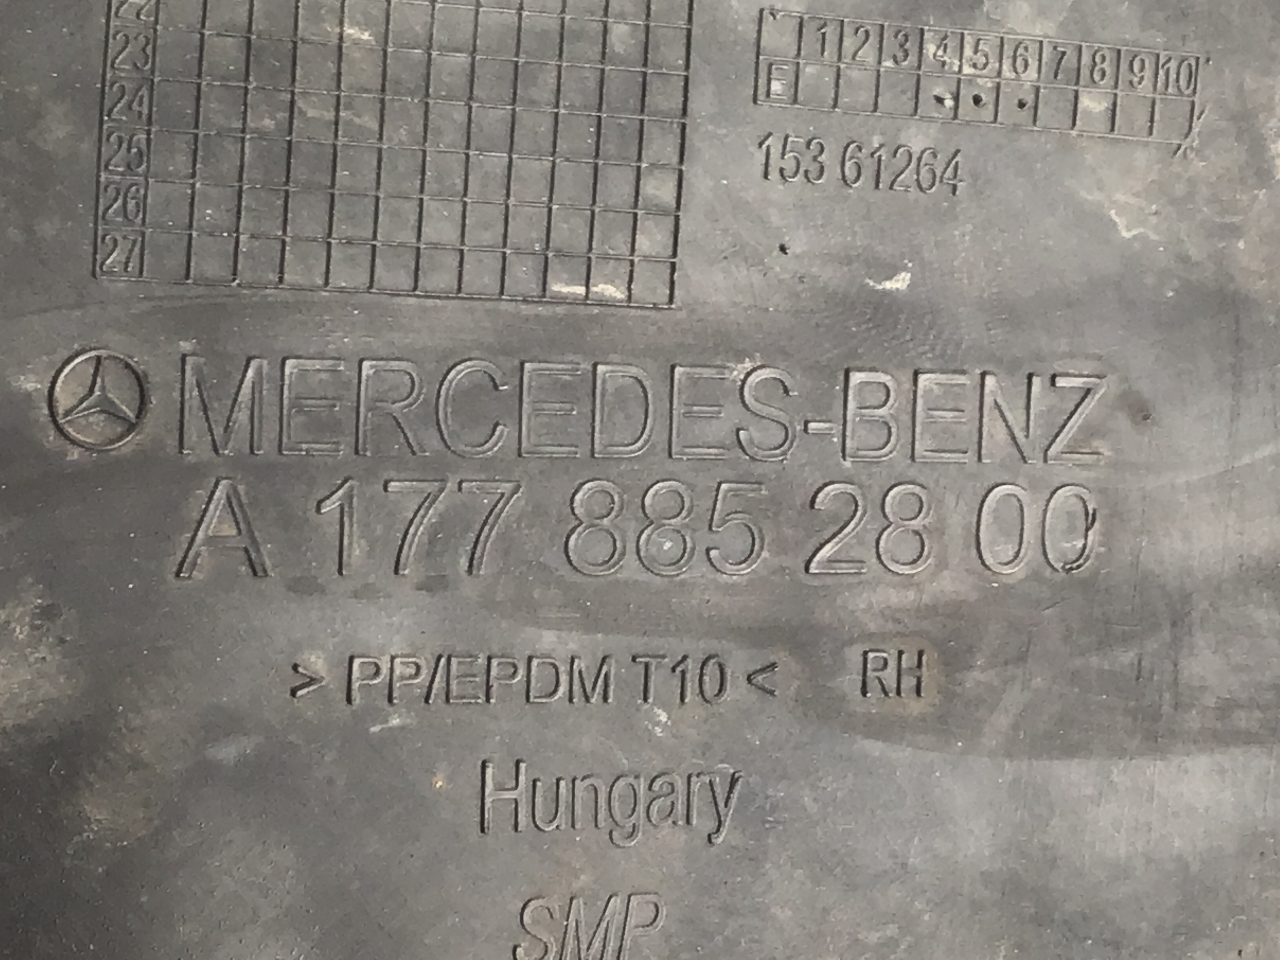 22
23
24
25
26
27
1 2 3 4 5 6 7 8 9 10
E
153 61264
MERCEDES-BENZ
A 177 885 28 00
> PP/EPDM T10 < RH
Hungary
SMP